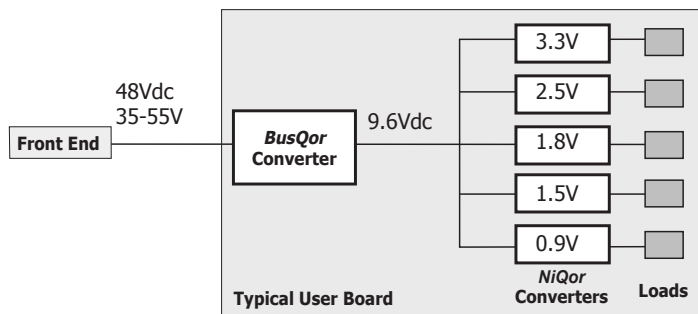 3.3V
48Vdc
35-55V
2.5V
BusQor
Converter
9.6Vdc
Front End
1.8V
1.5V
0.9V
NiQor
Converters
Loads
Typical User Board